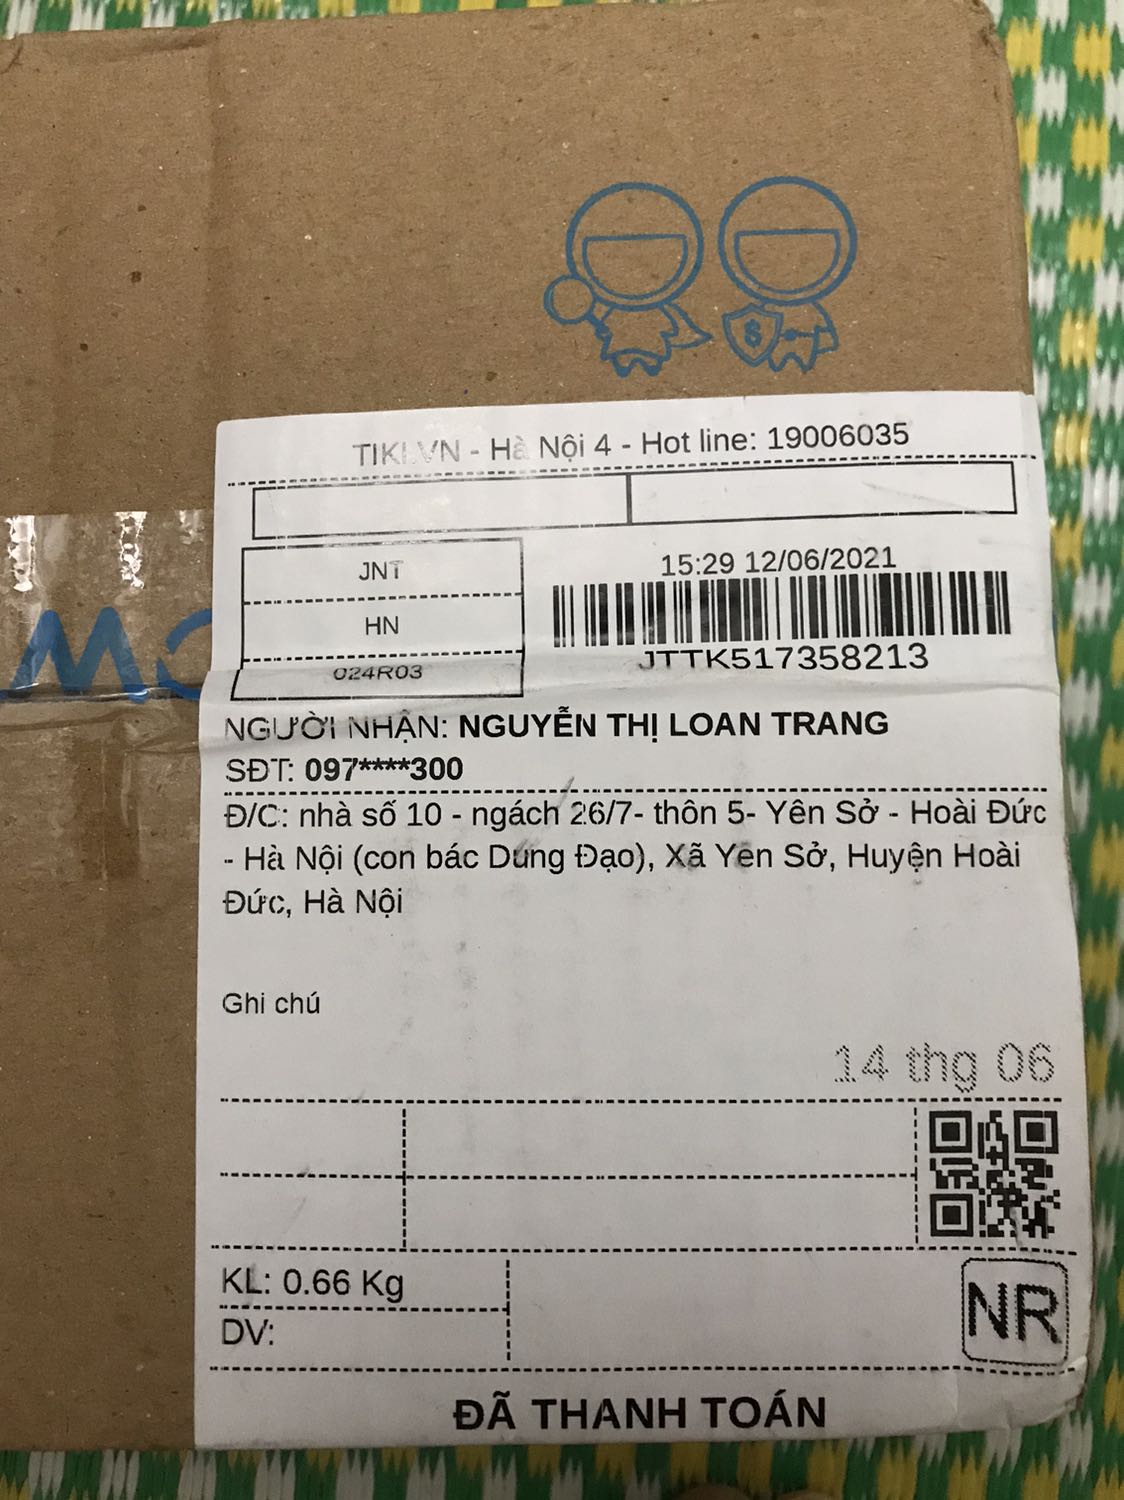 TIKI.VN - Hà Nội 4 - Hot line: 19006035
JNT
HN
024R03
15:29 12/06/2021
JTTK517358213
NGƯỜI NHẬN: NGUYỄN THỊ LOAN TRANG
SĐT: 097****300
Đ/C: nhà số 10 - ngách 26/7- thôn 5- Yên Sở - Hoài Đức
- Hà Nội (con bác Dung Đạo), Xã Yên Sở, Huyện Hoài
Đức, Hà Nội
Ghi chú
14 thg 06
KL: 0.66 Kg
DV:
NR
ĐÃ THANH TOÁN